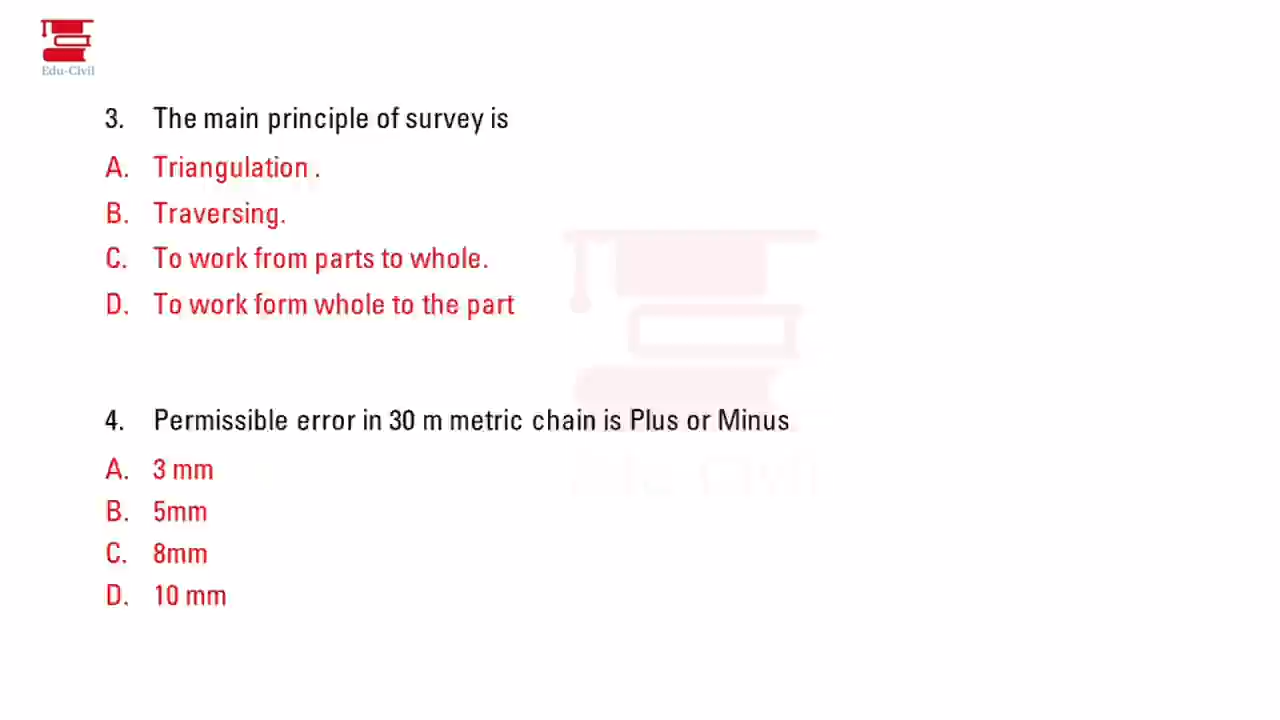 Edu-Civil
3. The main principle of survey is
A. Triangulation .
B. Traversing.
C. To work from parts to whole.
D. To work form whole to the part
4. Permissible error in 30 m metric chain is Plus or Minus
A. 3 mm
B. 5mm
C. 8mm
D. 10 mm